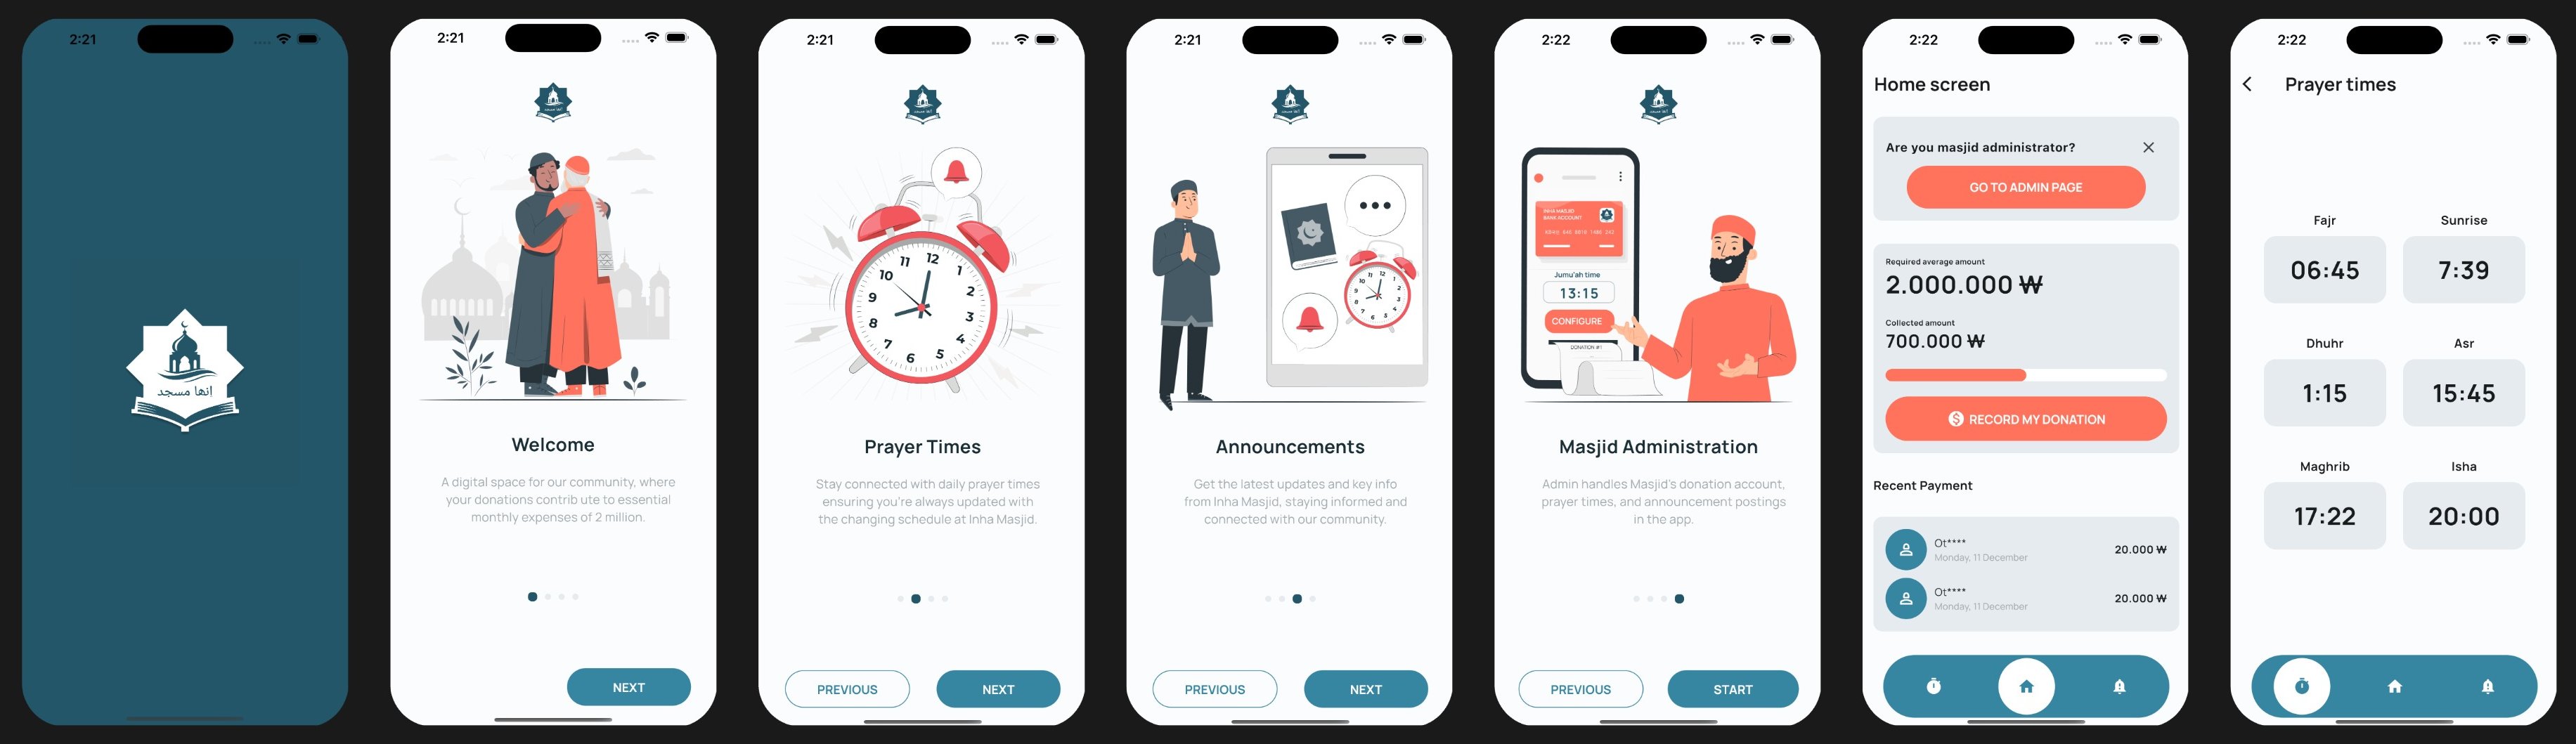 2:21
إنها مسجد
2:21
Welcome
A digital space for our community, where
your donations contrib ute to essential
monthly expenses of 2 million.
NEXT
2:21
11 12 1
10 2
9 3
8 4
7 6 5
Prayer Times
Stay connected with daily prayer times
ensuring you're always updated with
the changing schedule at Inha Masjid.
PREVIOUS
NEXT
2:21
Announcements
Get the latest updates and key info
from Inha Masjid, staying informed and
connected with our community.
PREVIOUS
NEXT
2:22
INHA MASJID
BANK ACCOUNT
Jumu'ah time
13:15
CONFIGURE
DONATION #1
Masjid Administration
Admin handles Masjid's donation account,
prayer times, and announcement postings
in the app.
PREVIOUS
START
2:22
Home screen
Are you masjid administrator?
GO TO ADMIN PAGE
Required average amount
2.000.000 ₩
Collected amount
700.000 ₩
$ RECORD MY DONATION
Recent Payment
Ot****
Monday, 11 December
20.000 ₩
Ot****
Monday, 11 December
20.000 ₩
2:22
Prayer times
Fajr
Sunrise
06:45
7:39
Dhuhr
Asr
1:15
15:45
Maghrib
Isha
17:22
20:00